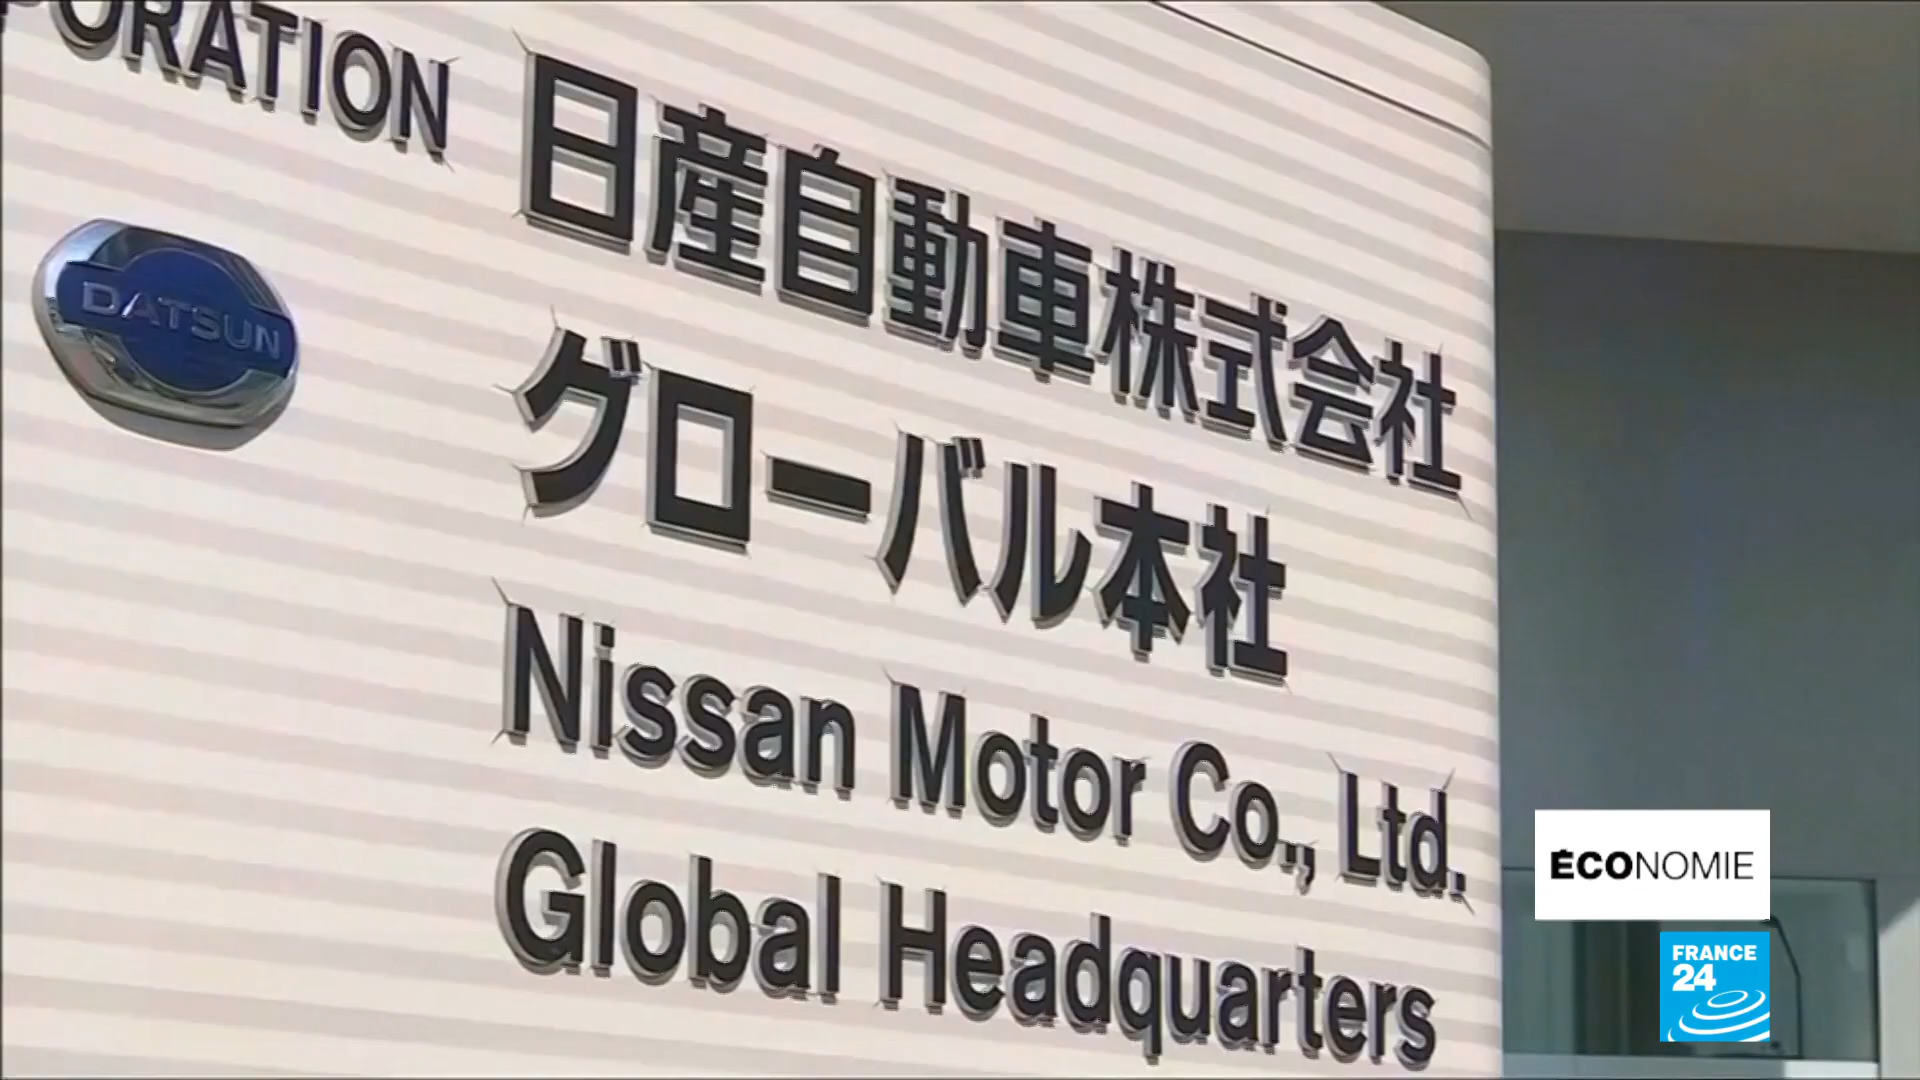 PORATION
DATSUN
日産自動車株式会社
グローバル本社
Nissan Motor Co., Ltd.
Global Headquarters
ÉCONOMIE
FRANCE
24